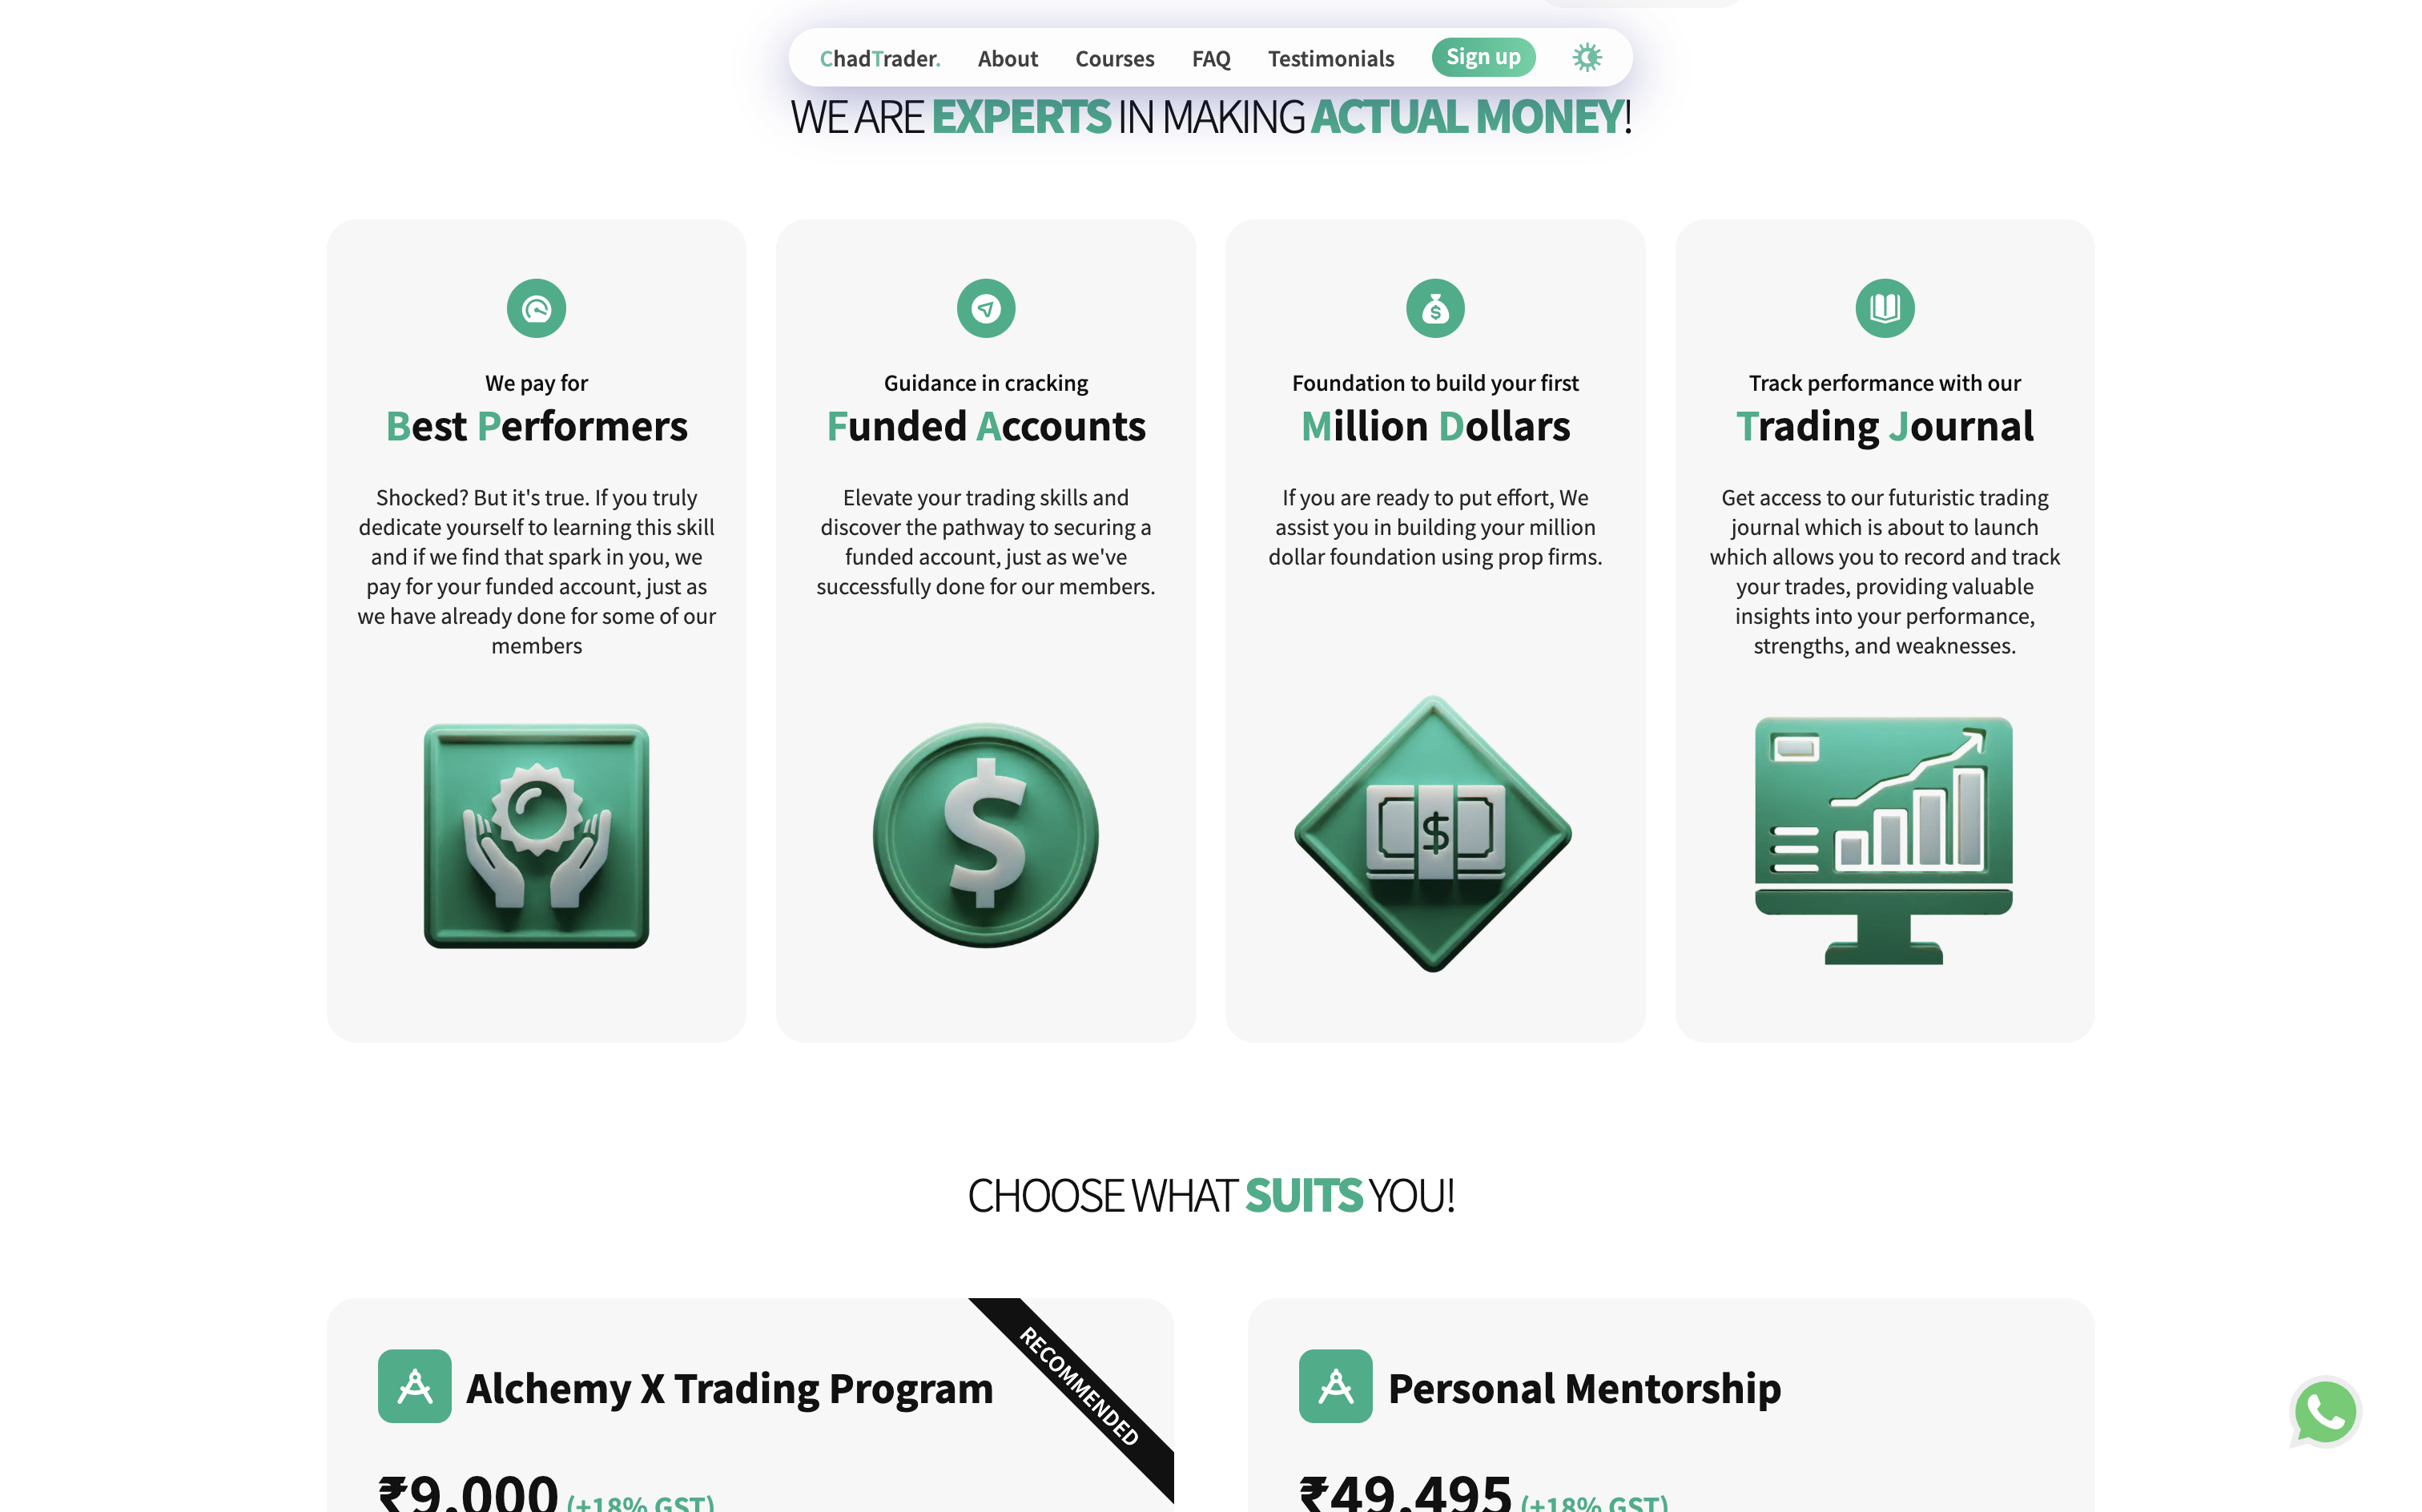 ChadTrader. About Courses FAQ Testimonials Sign up
WE ARE EXPERTS IN MAKING ACTUAL MONEY!
We pay for
Best Performers
Shocked? But it's true. If you truly
dedicate yourself to learning this skill
and if we find that spark in you, we
pay for your funded account, just as
we have already done for some of our
members
Guidance in cracking
Funded Accounts
Elevate your trading skills and
discover the pathway to securing a
funded account, just as we've
successfully done for our members.
Foundation to build your first
Million Dollars
If you are ready to put effort, We
assist you in building your million
dollar foundation using prop firms.
Track performance with our
Trading Journal
Get access to our futuristic trading
journal which is about to launch
which allows you to record and track
your trades, providing valuable
insights into your performance,
strengths, and weaknesses.
$
$
CHOOSE WHAT SUITS YOU!
Alchemy X Trading Program
RECOMMENDED
₹9,000 (+18% GST)
Personal Mentorship
₹49,495 (+18% GST)